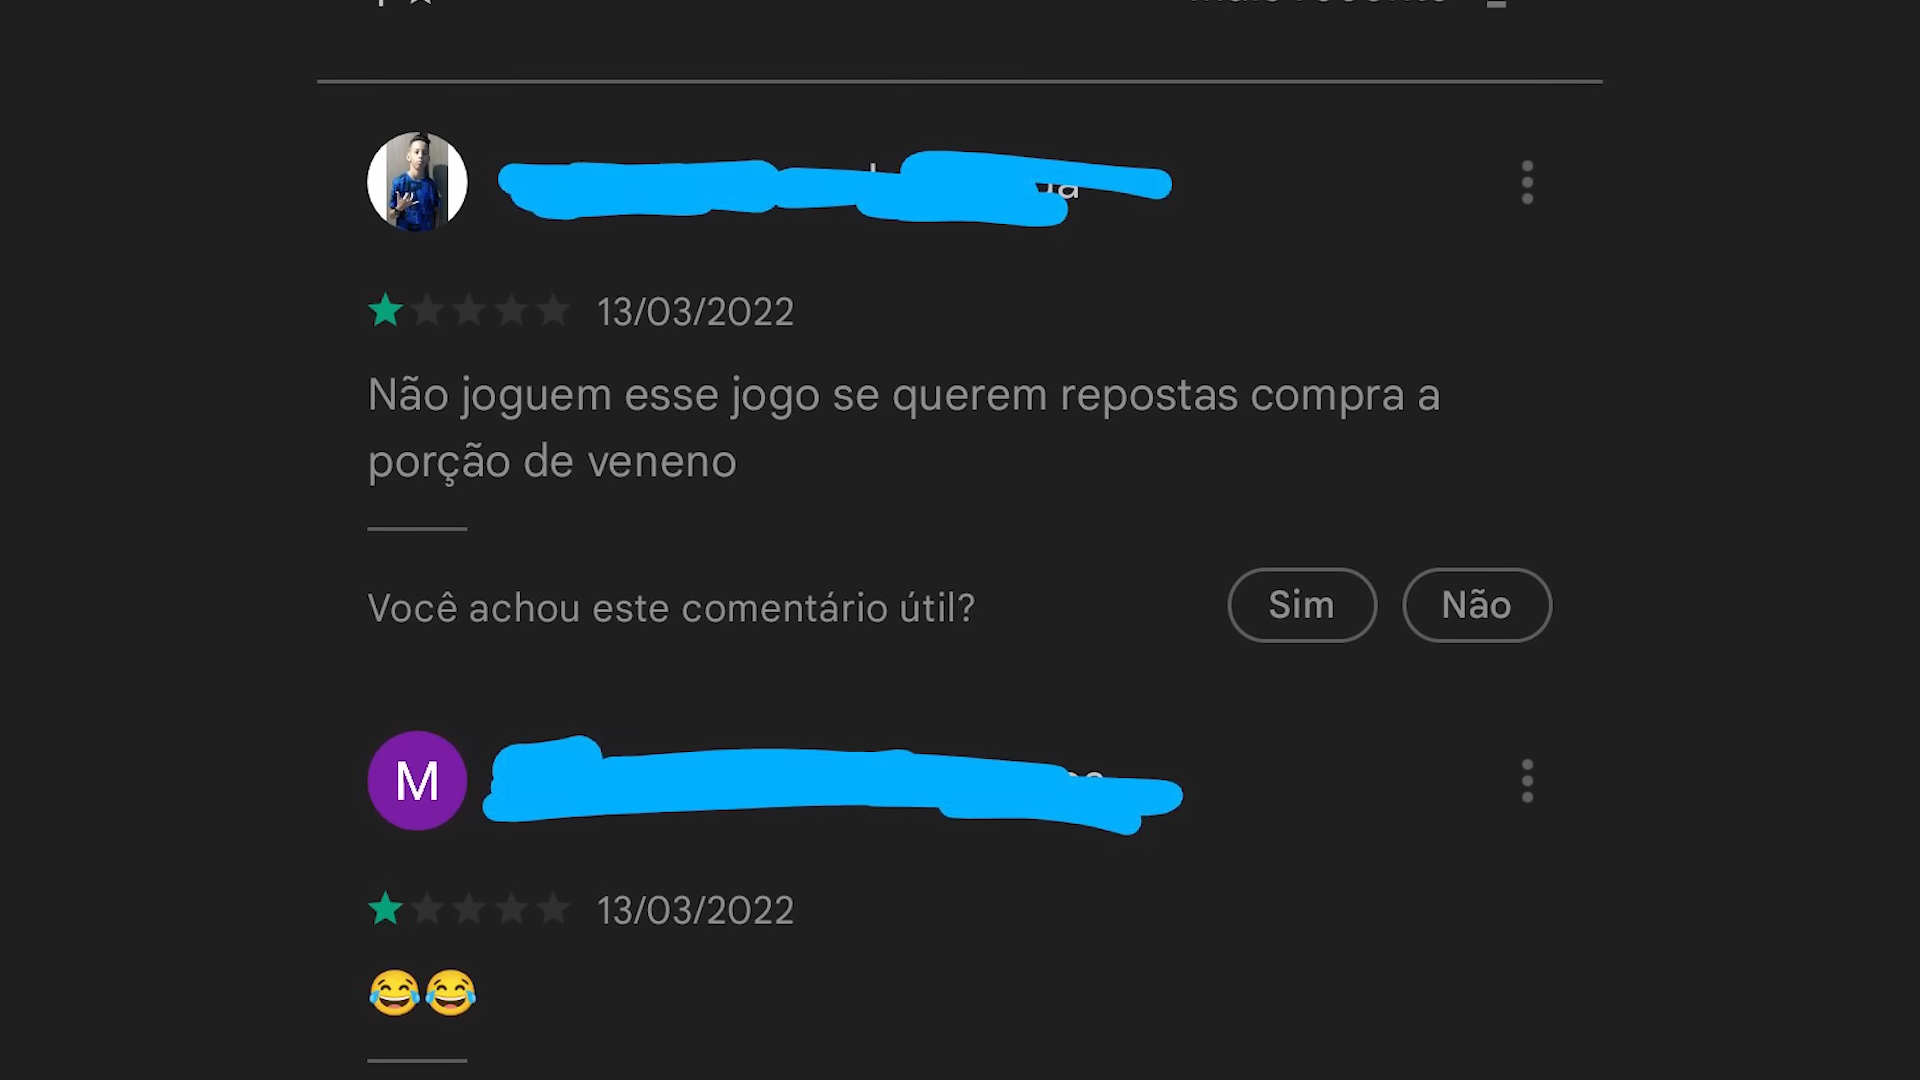 13/03/2022
Não joguem esse jogo se querem repostas compra a
porção de veneno
Você achou este comentário útil?
Sim
Não
M
13/03/2022
😂😂